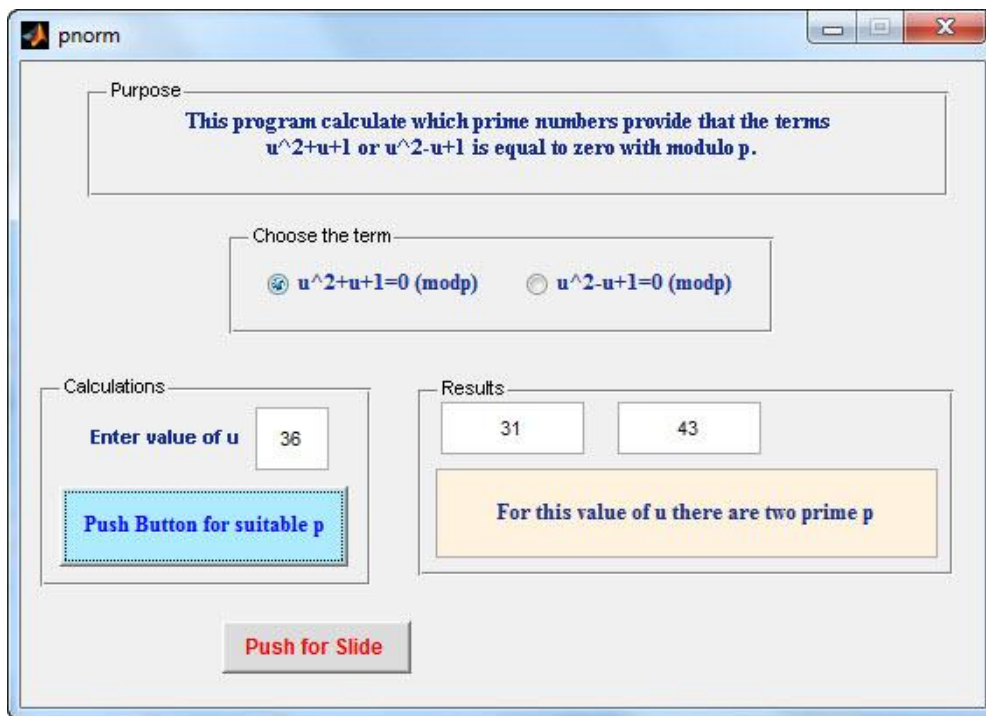 pnorm
Purpose
This program calculate which prime numbers provide that the terms
u^2+u+1 or u^2-u+1 is equal to zero with modulo p.
Choose the term
u^2+u+1=0 (modp)
u^2-u+1=0 (modp)
Calculations
Enter value of u
36
Push Button for suitable p
Results
31
43
For this value of u there are two prime p
Push for Slide